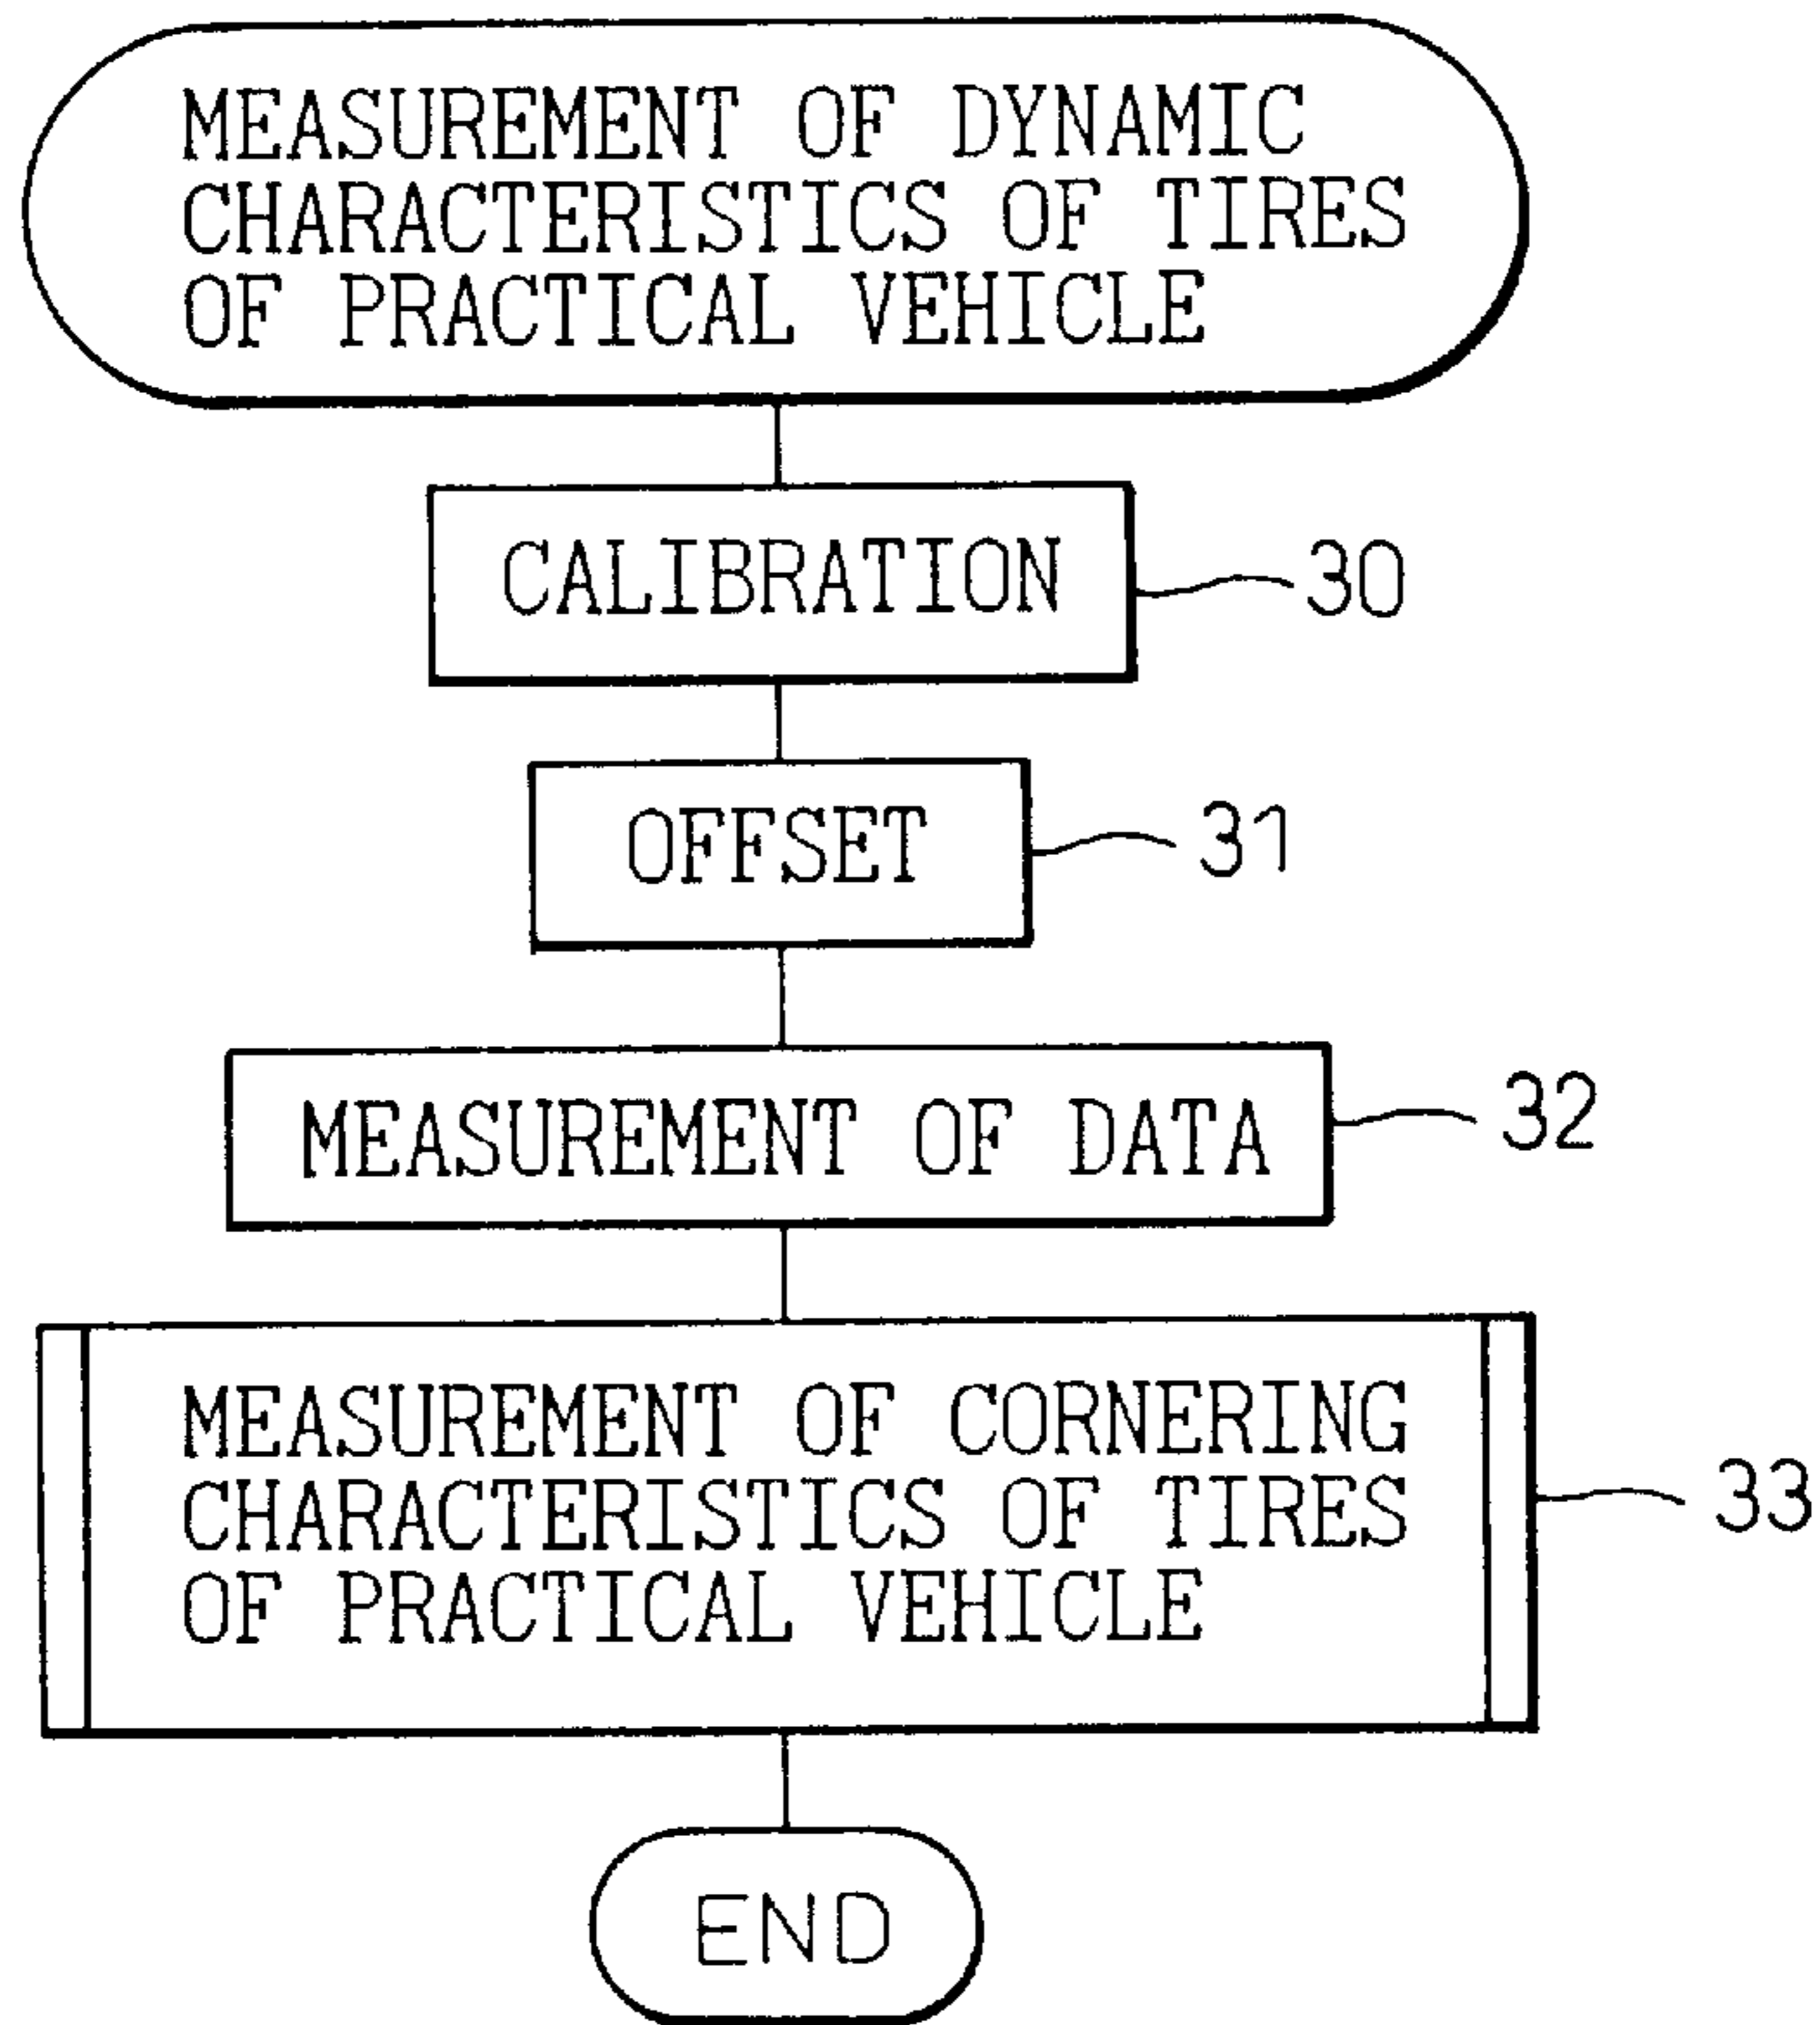 MEASUREMENT OF DYNAMIC
CHARACTERISTICS OF TIRES
OF PRACTICAL VEHICLE
CALIBRATION
30
OFFSET
31
MEASUREMENT OF DATA
32
MEASUREMENT OF CORNERING
CHARACTERISTICS OF TIRES
OF PRACTICAL VEHICLE
33
END